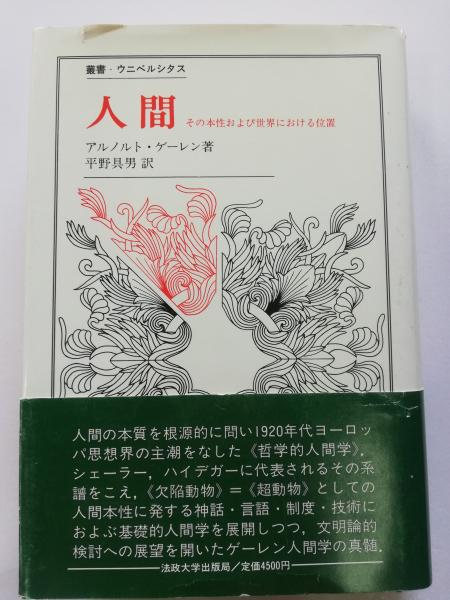 叢書・ウニベルシタス
人間 その本性および世界における位置
アルノルト・ゲーレン著
平野具男 訳
人間の本質を根源的に問い1920年代ヨーロッ
パ思想界の主潮をなした《哲学的人間学》.
シェーラー,ハイデガーに代表されるその系
譜をこえ,《欠陥動物》＝《超動物》としての
人間本性に発する神話・言語・制度・技術に
およぶ基礎的人間学を展開しつつ,文明論的
検討への展望を開いたゲーレン人間学の真髄.
法政大学出版局/定価4500円